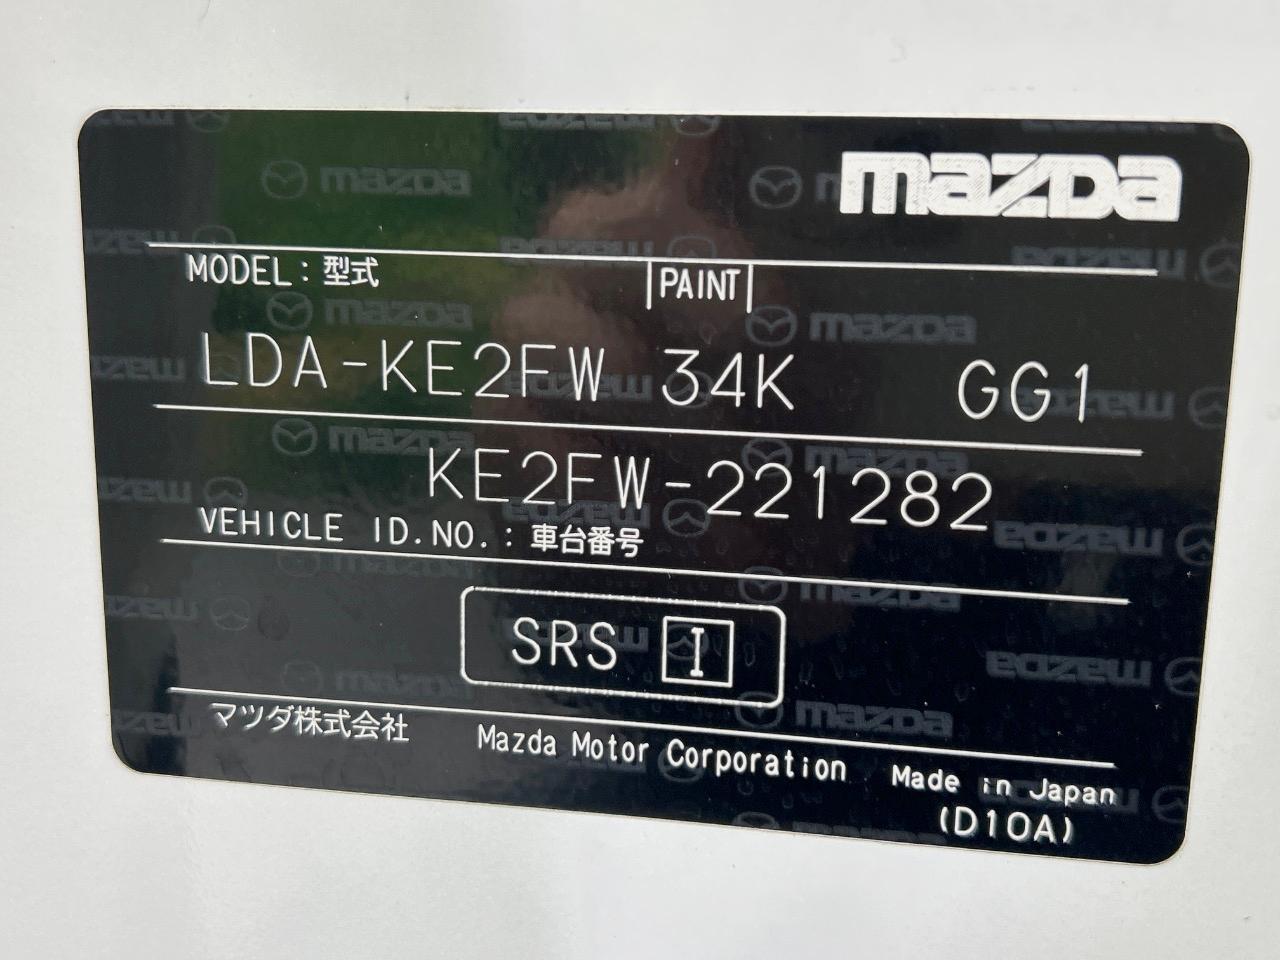 mazda
MODEL:型式 PAINT
LDA-KE2FW 34K GG1
KE2FW-221282
VEHICLE ID.NO.:車台番号
SRS I
マツダ株式会社 Mazda Motor Corporation Made in Japan
(D10A)